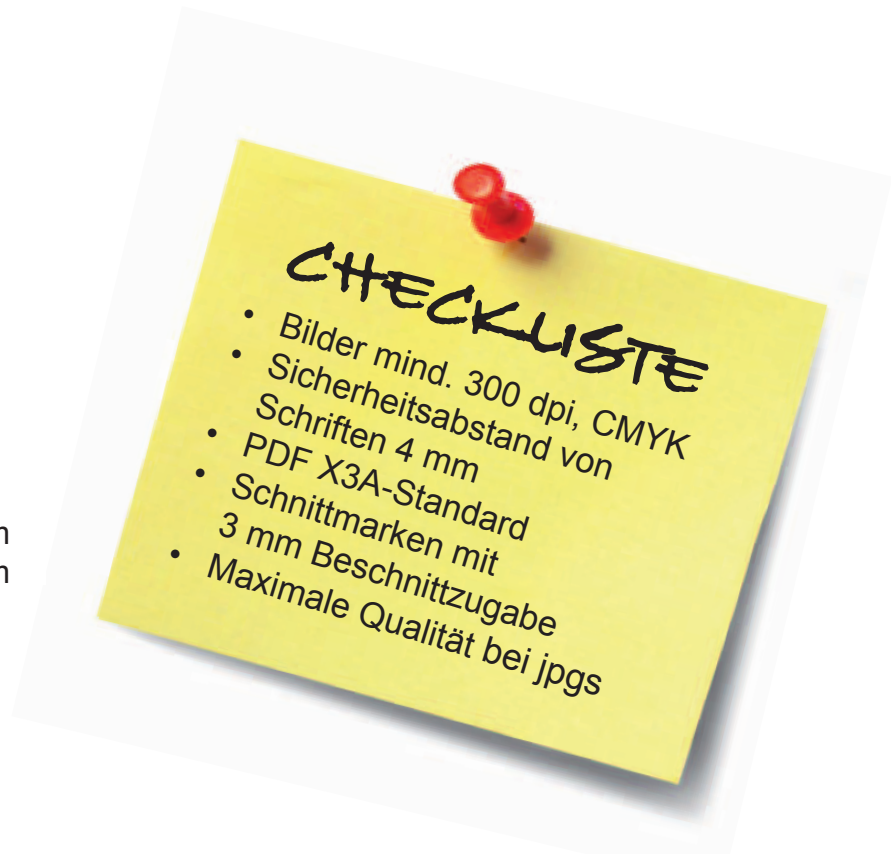 CHECKLISTE
• Bilder mind. 300 dpi, CMYK
• Sicherheitsabstand von
Schriften 4 mm
• PDF X3A-Standard
• Schnittmarken mit
3 mm Beschnittzugabe
• Maximale Qualität bei jpgs